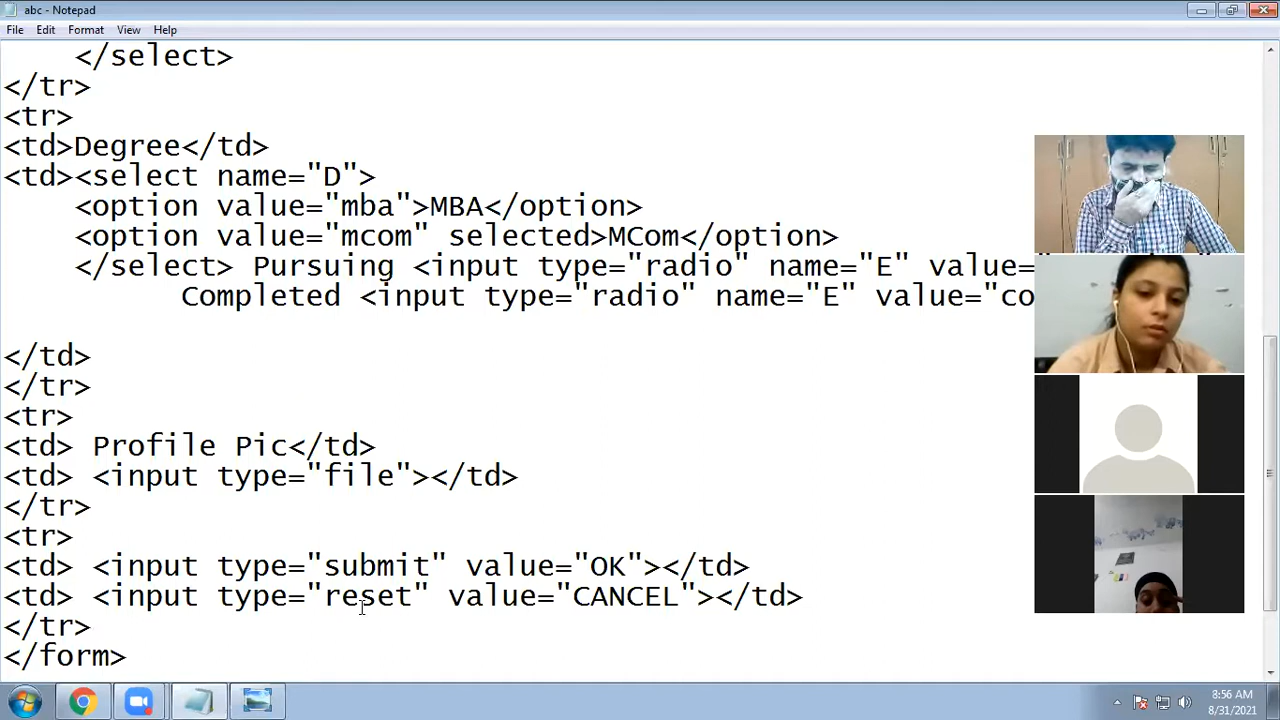 abc - Notepad
File Edit Format View Help
</select>
</tr>
<tr>
<td>Degree</td>
<td><select name="D">
<option value="mba">MBA</option>
<option value="mcom" selected>MCom</option>
</select> Pursuing <input type="radio" name="E" value=
Completed <input type="radio" name="E" value="co
</td>
</tr>
<tr>
<td> Profile Pic</td>
<td> <input type="file"></td>
</tr>
<tr>
<td> <input type="submit" value="OK"></td>
<td> <input type="reset" value="CANCEL"></td>
</tr>
</form>
8:56 AM
8/31/2021